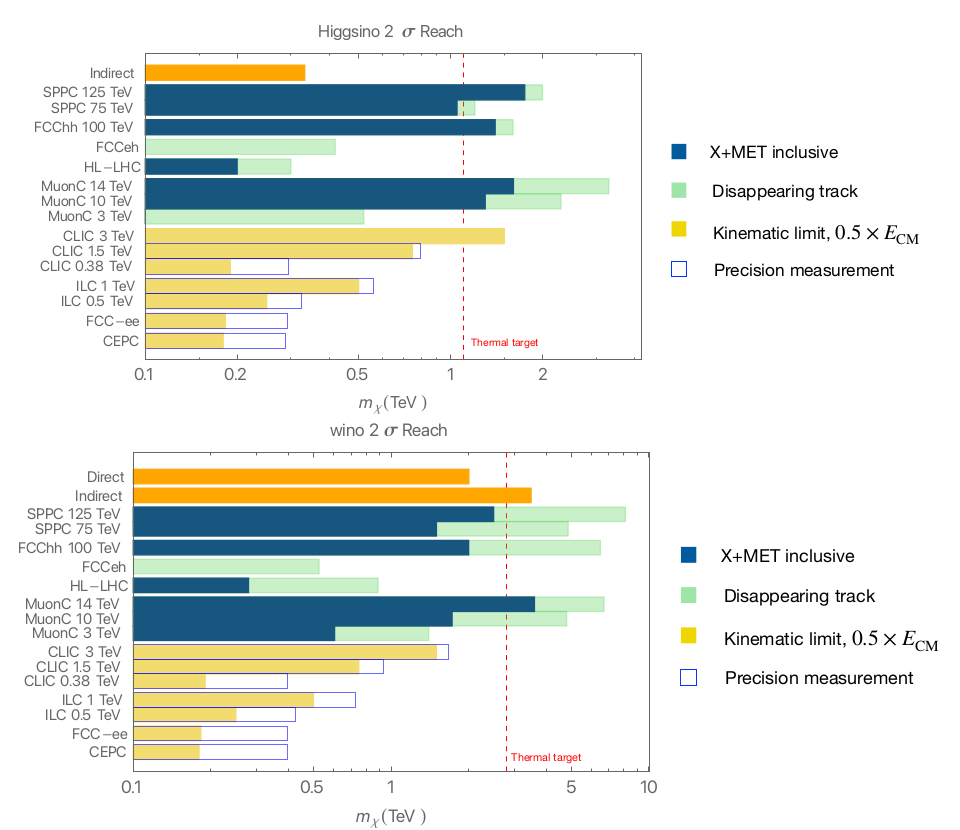 Higgsino 2 σ Reach
Indirect
SPPC 125 TeV
SPPC 75 TeV
FCChh 100 TeV
FCCeh
HL−LHC
MuonC 14 TeV
MuonC 10 TeV
MuonC 3 TeV
CLIC 3 TeV
CLIC 1.5 TeV
CLIC 0.38 TeV
ILC 1 TeV
ILC 0.5 TeV
FCC−ee
CEPC
Thermal target
0.1 0.2 0.5 1 2
mχ(TeV )
X+MET inclusive
Disappearing track
Kinematic limit, 0.5 × ECM
Precision measurement
wino 2 σ Reach
Direct
Indirect
SPPC 125 TeV
SPPC 75 TeV
FCChh 100 TeV
FCCeh
HL−LHC
MuonC 14 TeV
MuonC 10 TeV
MuonC 3 TeV
CLIC 3 TeV
CLIC 1.5 TeV
CLIC 0.38 TeV
ILC 1 TeV
ILC 0.5 TeV
FCC−ee
CEPC
Thermal target
0.1 0.5 1 5 10
mχ(TeV )
X+MET inclusive
Disappearing track
Kinematic limit, 0.5 × ECM
Precision measurement